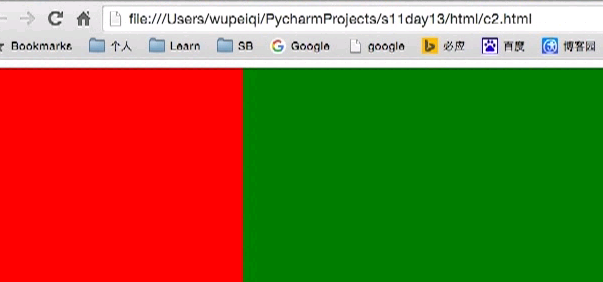 file:///Users/wupeiqi/PycharmProjects/s11day13/html/c2.html
Bookmarks 个人 Learn SB Google google 必应 百度 博客园